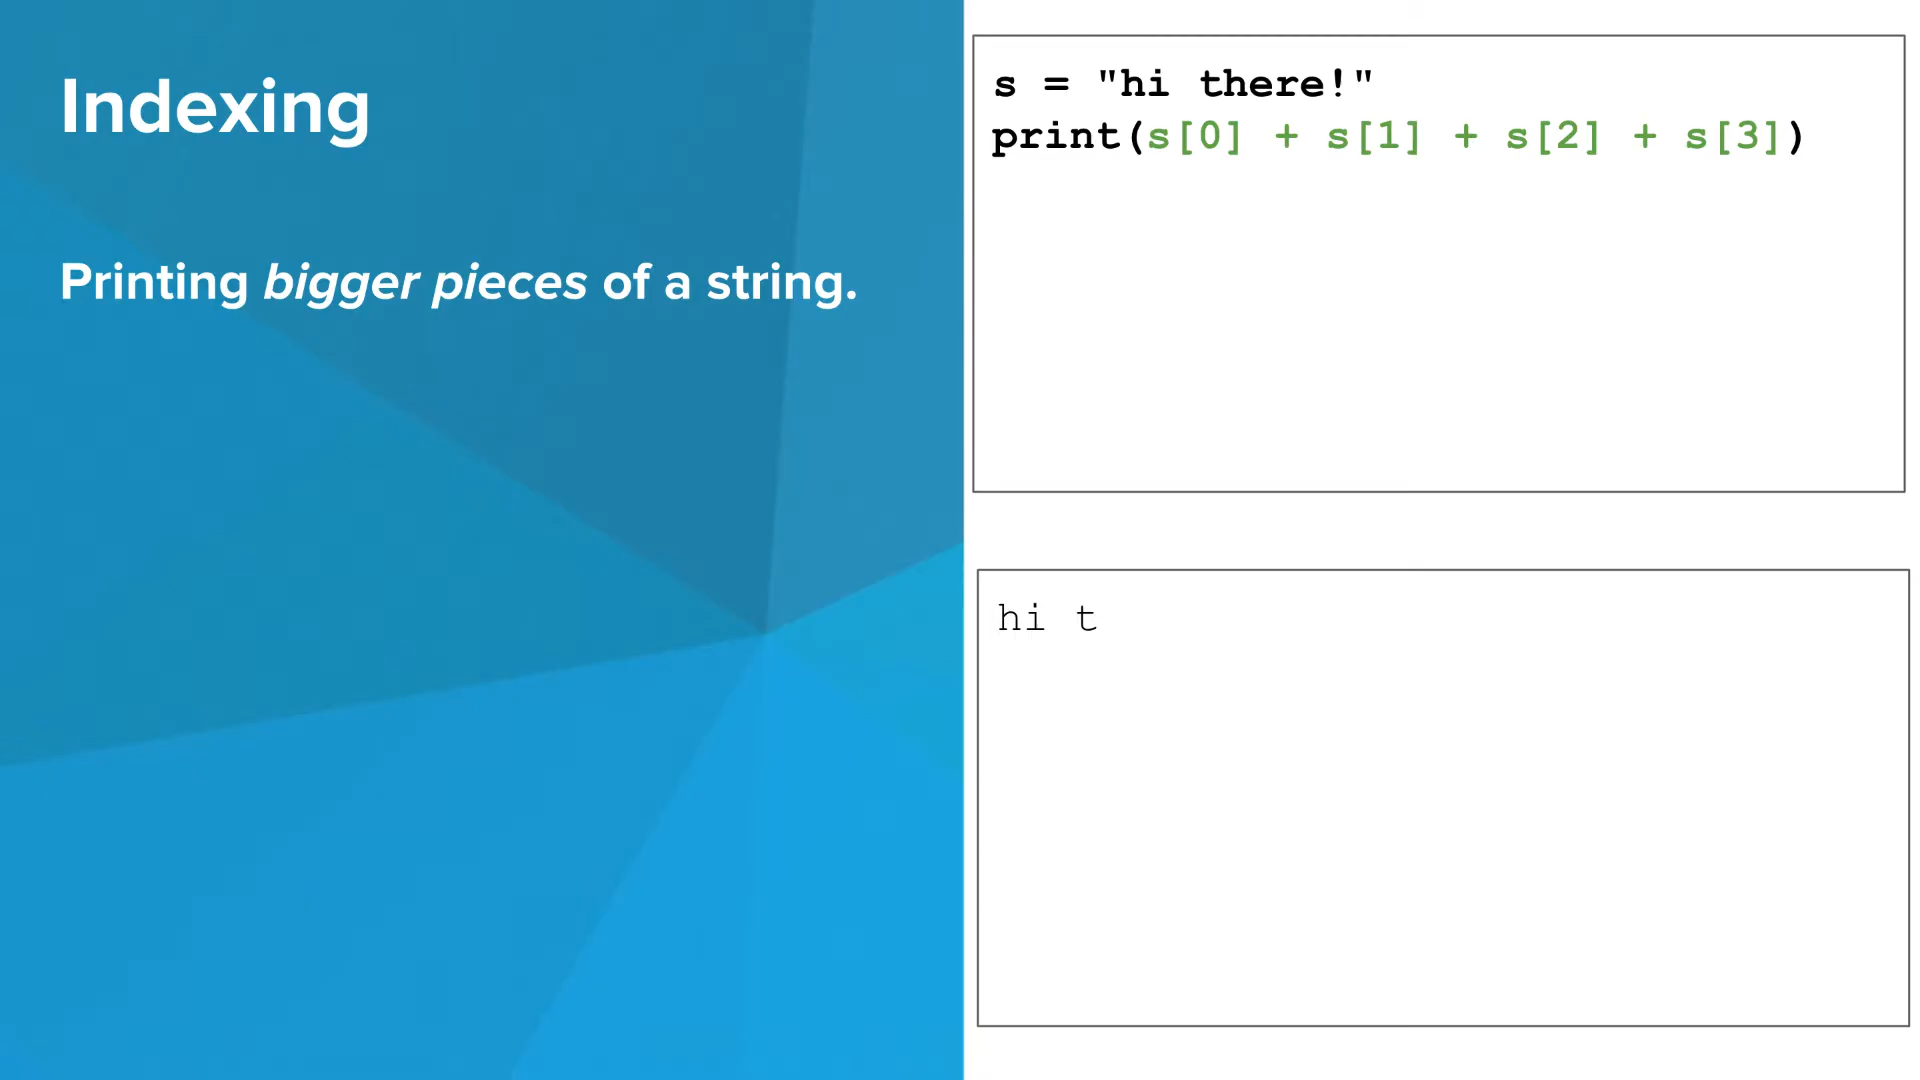 Indexing
Printing bigger pieces of a string.
s = "hi there!"
print(s[0] + s[1] + s[2] + s[3])
hi t